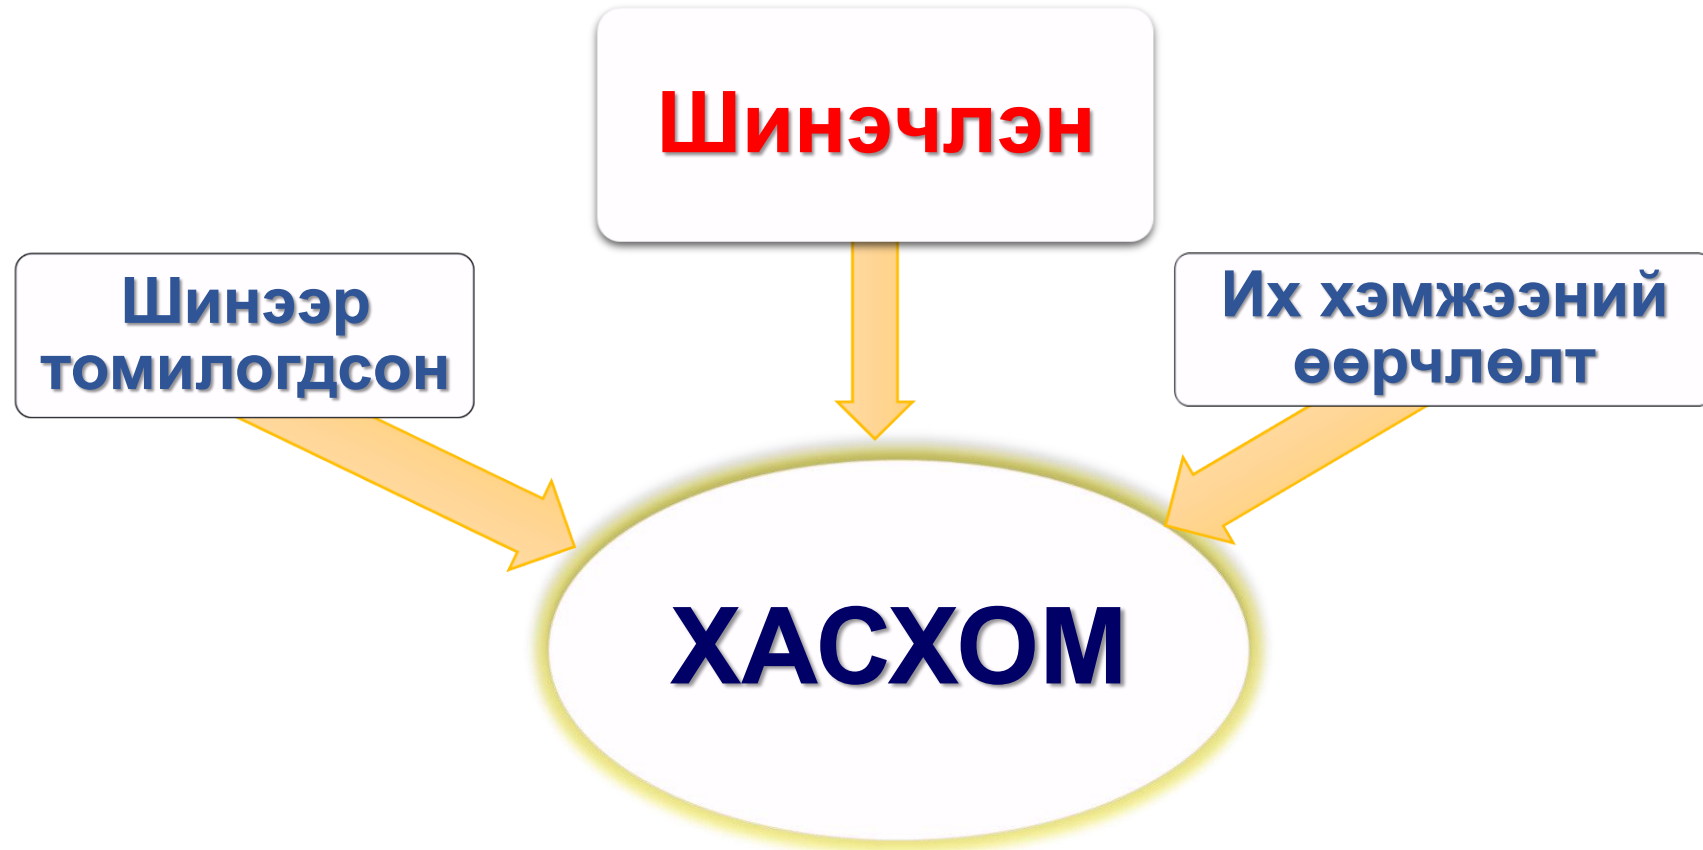 Шинэчлэн
Шинээр
томилогдсон
Их хэмжээний
өөрчлөлт
ХАСХОМ